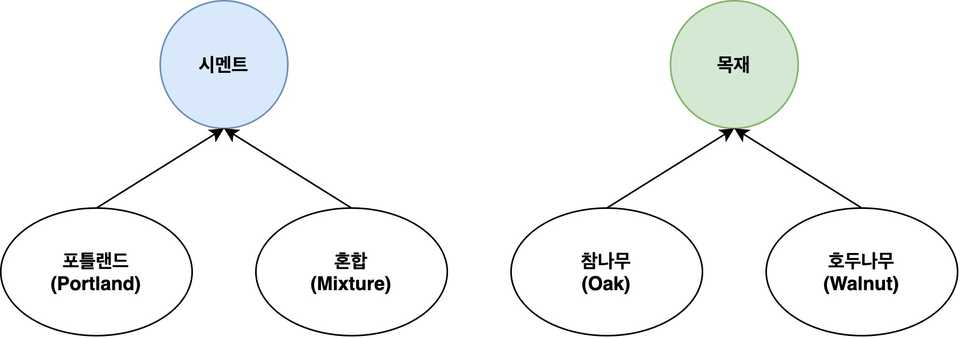 시멘트
목재
포틀랜드
(Portland)
혼합
(Mixture)
참나무
(Oak)
호두나무
(Walnut)